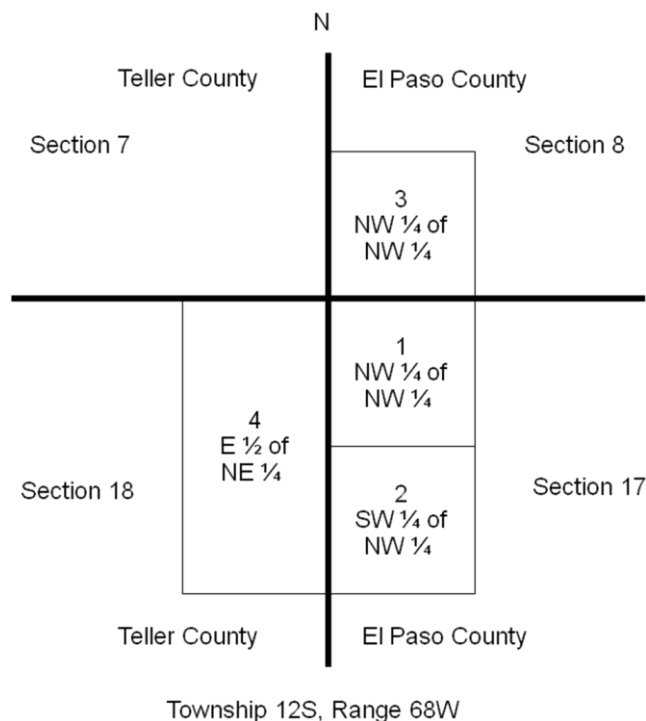 N
Teller County
El Paso County
Section 7
Section 8
3
NW ¼ of
NW ¼
1
NW ¼ of
NW ¼
4
E ½ of
NE ¼
Section 18
2
SW ¼ of
NW ¼
Section 17
Teller County
El Paso County
Township 12S, Range 68W